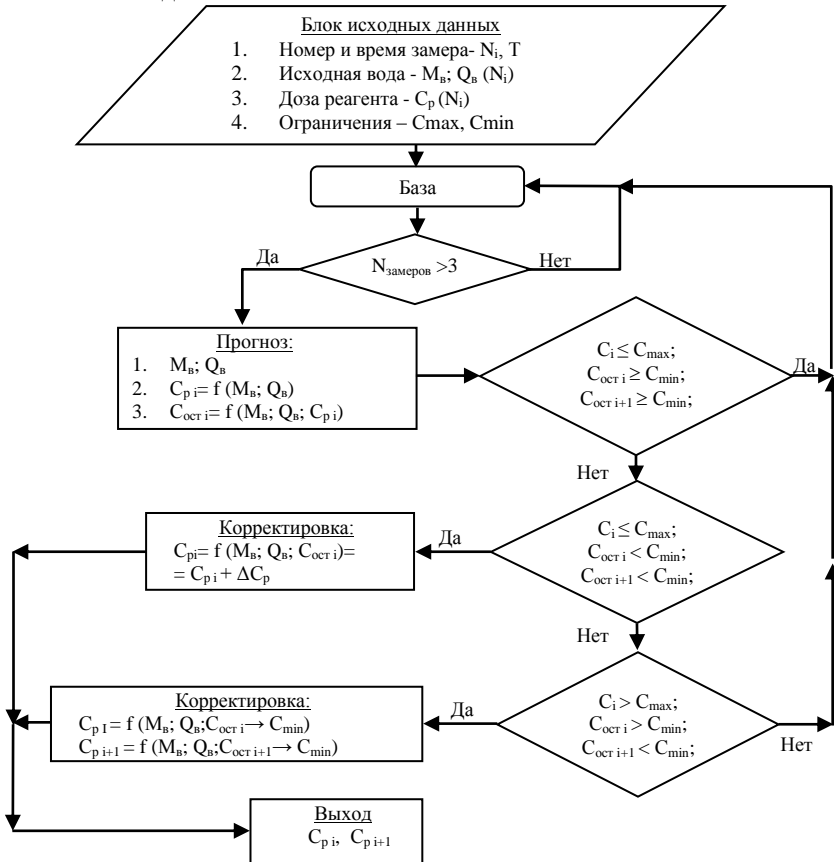 Блок исходных данных
1. Номер и время замера- Nᵢ, T
2. Исходная вода - Mв; Qв (Nᵢ)
3. Доза реагента - Cр (Nᵢ)
4. Ограничения – Cmax, Cmin
База
Nзамеров >3
Да
Нет
Прогноз:
1. Mв; Qв
2. Cр i= f (Mв; Qв)
3. Cост i= f (Mв; Qв; Cр i)
Ci ≤ Cmax;
Cост i ≥ Cmin;
Cост i+1 ≥ Cmin;
Да
Нет
Корректировка:
Cрi= f (Mв; Qв; Cост i)=
= Cр i + ΔCр
Да
Ci ≤ Cmax;
Cост i < Cmin;
Cост i+1 < Cmin;
Нет
Корректировка:
Cр I = f (Mв; Qв;Cост i→ Cmin)
Cр i+1 = f (Mв; Qв;Cост i+1→ Cmin)
Да
Ci > Cmax;
Cост i > Cmin;
Cост i+1 < Cmin;
Нет
Выход
Cр i, Cр i+1